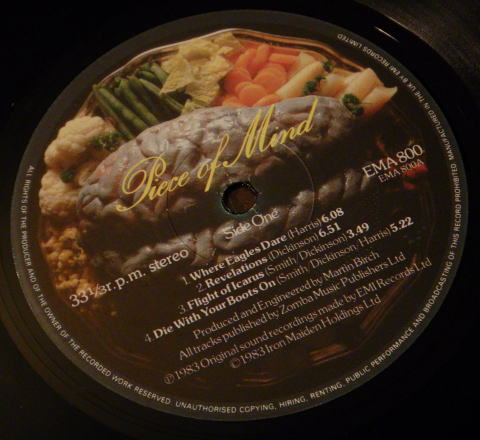 Piece of Mind
Side One
33⅓r.p.m. stereo
EMA 800
EMA 800A
1. Where Eagles Dare (Harris) 6.08
2. Revelations (Dickinson) 6.51
3. Flight of Icarus (Smith/Dickinson) 3.49
4. Die With Your Boots On (Smith/Dickinson/Harris) 5.22
Produced and Engineered by Martin Birch
All tracks published by Zomba Music Publishers Ltd
℗1983 Original sound recordings made by EMI Records Ltd
©1983 Iron Maiden Holdings Ltd
ALL RIGHTS OF THE PRODUCER AND OF THE OWNER OF THE RECORDED WORK RESERVED. UNAUTHORISED COPYING, HIRING, RENTING, PUBLIC PERFORMANCE AND BROADCASTING OF THIS RECORD PROHIBITED. MANUFACTURED IN THE UK BY EMI RECORDS LIMITED